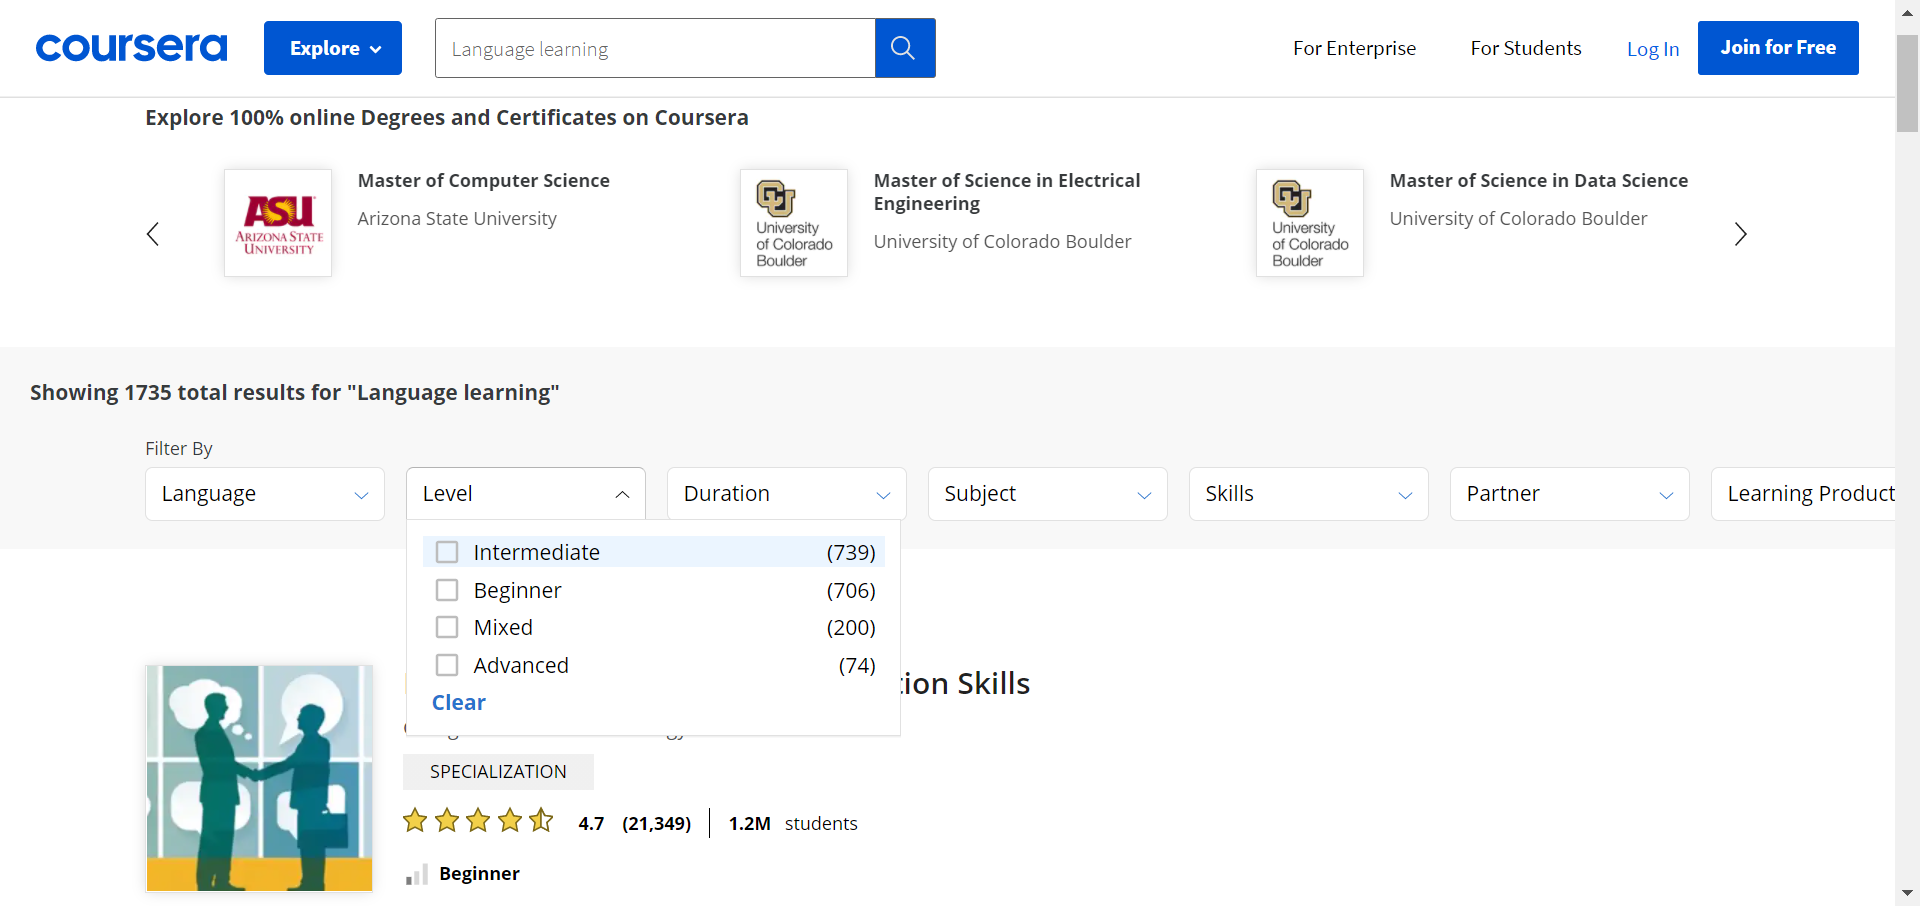 coursera
Explore
Language learning
For Enterprise
For Students
Log In
Join for Free
Explore 100% online Degrees and Certificates on Coursera
ASU
ARIZONA STATE
UNIVERSITY
Master of Computer Science
Arizona State University
CU
University
of Colorado
Boulder
Master of Science in Electrical
Engineering
University of Colorado Boulder
CU
University
of Colorado
Boulder
Master of Science in Data Science
University of Colorado Boulder
Showing 1735 total results for "Language learning"
Filter By
Language
Level
Duration
Subject
Skills
Partner
Learning Product
Intermediate (739)
Beginner (706)
Mixed (200)
Advanced (74)
Clear
tion Skills
SPECIALIZATION
4.7 (21,349) 1.2M students
Beginner